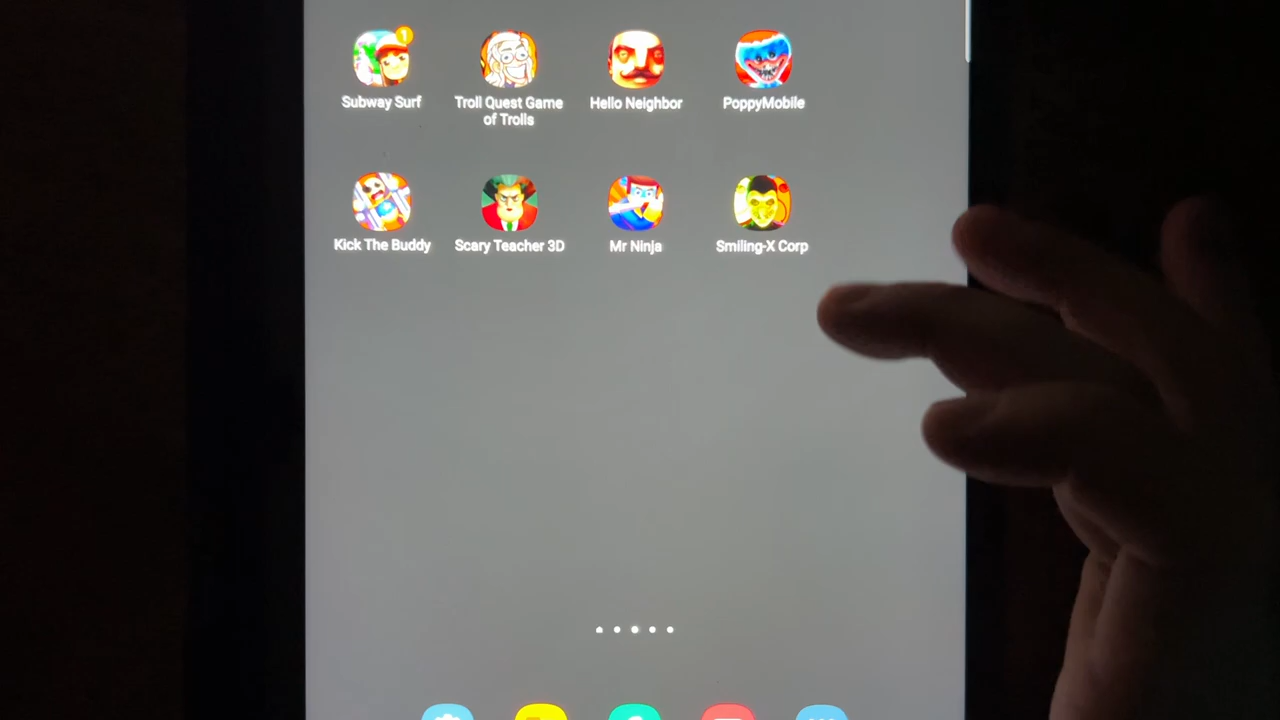 1
Subway Surf
Troll Quest Game
of Trolls
Hello Neighbor
PoppyMobile
Kick The Buddy
Scary Teacher 3D
Mr Ninja
Smiling-X Corp